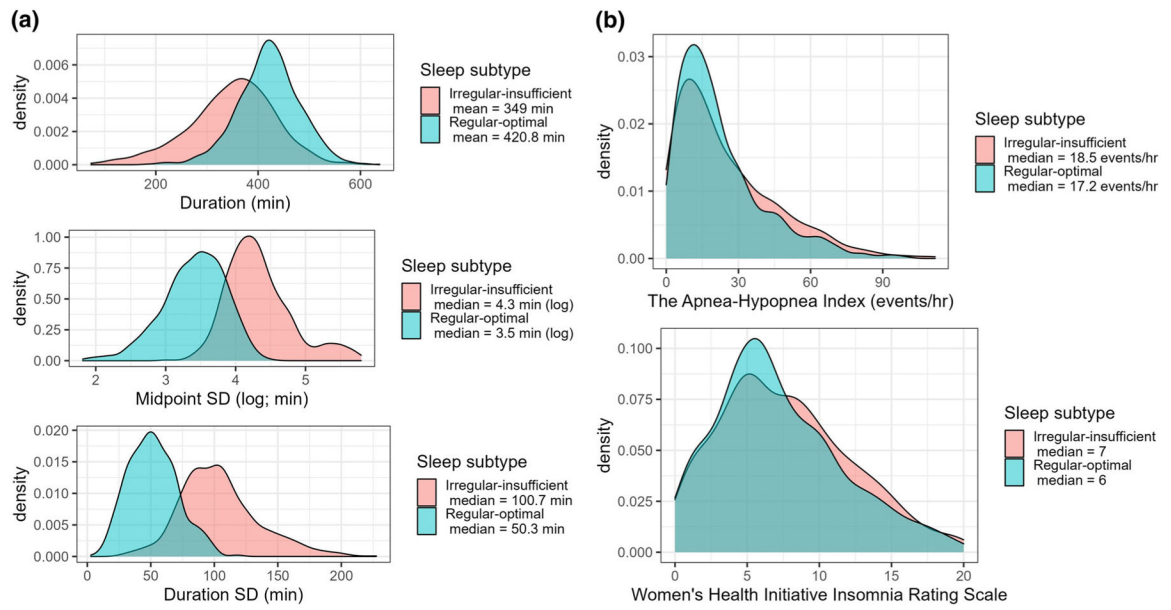 (a)
density
0.006
0.004
0.002
0.000
200
400
600
Duration (min)
Sleep subtype
Irregular-insufficient
mean = 349 min
Regular-optimal
mean = 420.8 min
density
1.00
0.75
0.50
0.25
0.00
2
3
4
5
Midpoint SD (log; min)
Sleep subtype
Irregular-insufficient
median = 4.3 min (log)
Regular-optimal
median = 3.5 min (log)
density
0.020
0.015
0.010
0.005
0.000
0
50
100
150
200
Duration SD (min)
Sleep subtype
Irregular-insufficient
median = 100.7 min
Regular-optimal
median = 50.3 min
(b)
density
0.03
0.02
0.01
0.00
0
30
60
90
The Apnea-Hypopnea Index (events/hr)
Sleep subtype
Irregular-insufficient
median = 18.5 events/hr
Regular-optimal
median = 17.2 events/hr
density
0.100
0.075
0.050
0.025
0.000
0
5
10
15
20
Women's Health Initiative Insomnia Rating Scale
Sleep subtype
Irregular-insufficient
median = 7
Regular-optimal
median = 6